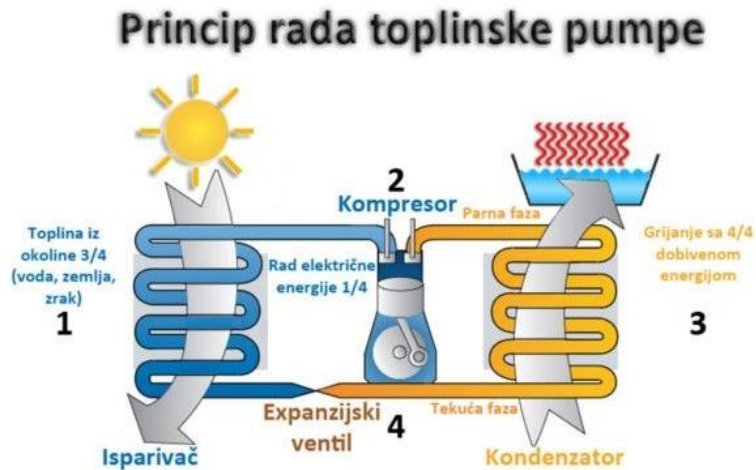 Princip rada toplinske pumpe
2
Kompresor
Parna faza
Toplina iz
okoline 3/4
(voda, zemlja,
zrak)
1
Rad električne
energije 1/4
Grijanje sa 4/4
dobivenom
energijom
3
Expanzijski
ventil
4
Tekuća faza
Isparivač
Kondenzator